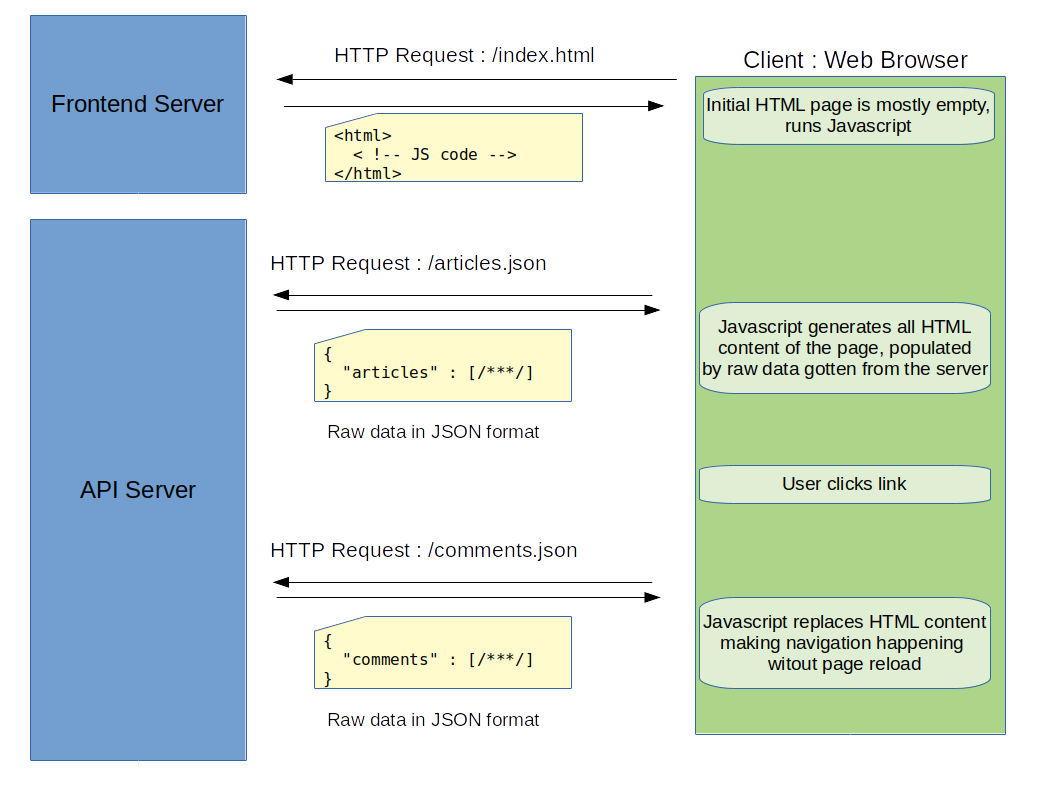 HTTP Request : /index.html
Client : Web Browser
Frontend Server
Initial HTML page is mostly empty,
runs Javascript
<html>
  < !-- JS code -->
</html>
HTTP Request : /articles.json
{
  "articles" : [/***/]
}
Raw data in JSON format
Javascript generates all HTML
content of the page, populated
by raw data gotten from the server
API Server
User clicks link
HTTP Request : /comments.json
{
  "comments" : [/***/]
}
Raw data in JSON format
Javascript replaces HTML content
making navigation happening
witout page reload